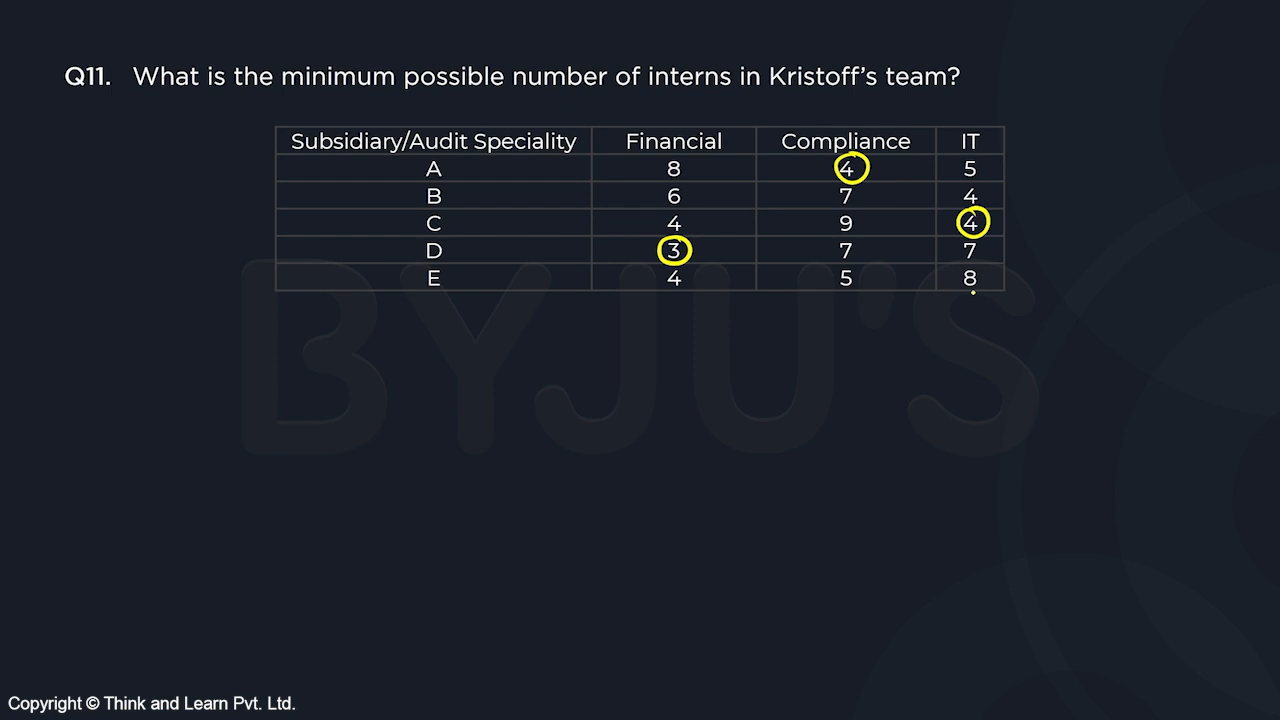 Q11. What is the minimum possible number of interns in Kristoff's team?
Subsidiary/Audit Speciality Financial Compliance IT
A 8 4 5
B 6 7 4
C 4 9 4
D 3 7 7
E 4 5 8
BYJU'S
Copyright © Think and Learn Pvt. Ltd.